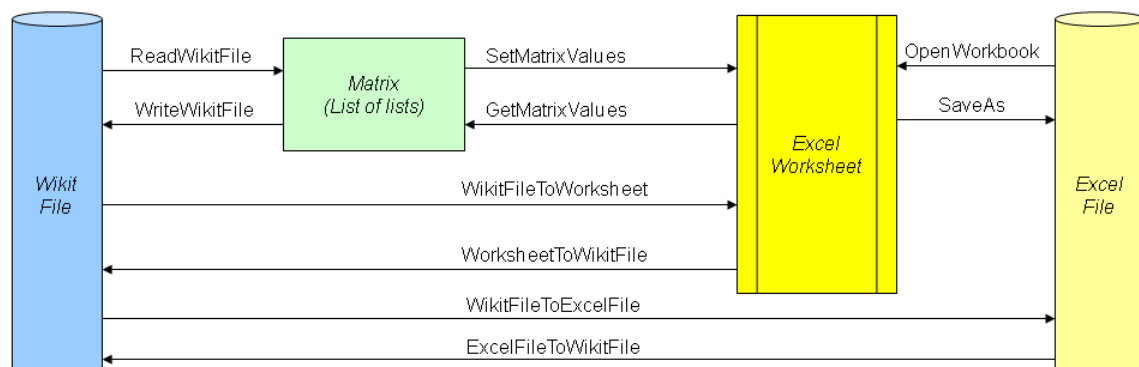 ReadWikitFile
SetMatrixValues
OpenWorkbook
Matrix
(List of lists)
WriteWikitFile
GetMatrixValues
SaveAs
Excel
Worksheet
Wikit
File
WikitFileToWorksheet
Excel
File
WorksheetToWikitFile
WikitFileToExcelFile
ExcelFileToWikitFile